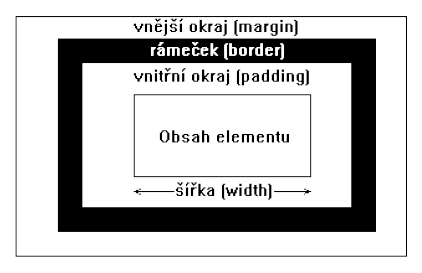 vnější okraj (margin)
rámeček (border)
vnitřní okraj (padding)
Obsah elementu
šířka (width)